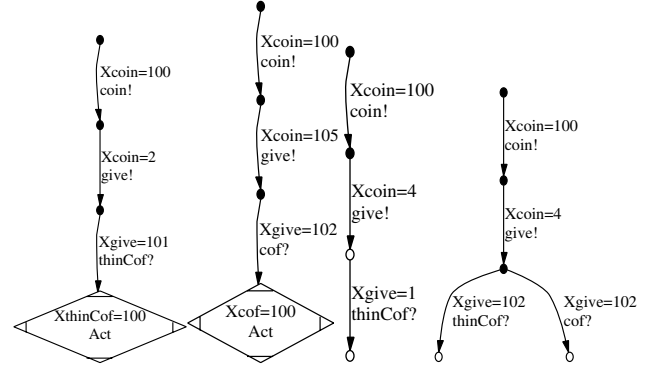 Xcoin=100
coin!
Xcoin=2
give!
Xgive=101
thinCof?
XthinCof=100
Act
Xcoin=100
coin!
Xcoin=105
give!
Xgive=102
cof?
Xcof=100
Act
Xcoin=100
coin!
Xcoin=4
give!
Xgive=1
thinCof?
Xcoin=100
coin!
Xcoin=4
give!
Xgive=102
thinCof?
Xgive=102
cof?